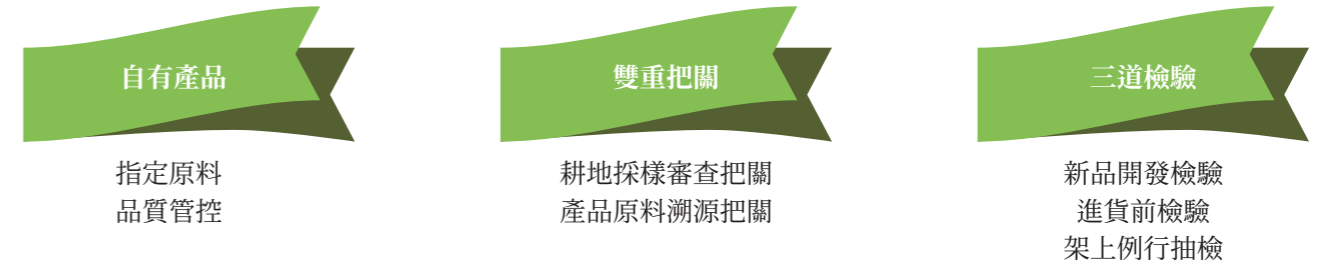 自有產品
指定原料
品質管控
雙重把關
耕地採樣審查把關
產品原料溯源把關
三道檢驗
新品開發檢驗
進貨前檢驗
架上例行抽檢